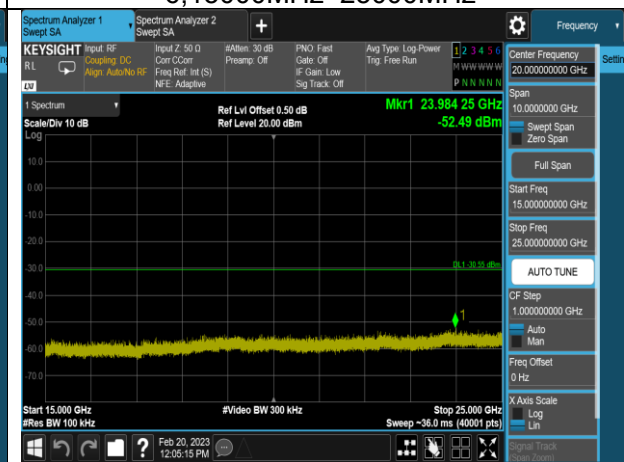 Spectrum Analyzer 1
Swept SA
Spectrum Analyzer 2
Swept SA
+
Frequency
KEYSIGHT
RL
LXI
Input: RF
Coupling: DC
Align: Auto/No RF
Input Z: 50 Ω
Corr CCorr
Freq Ref: Int (S)
NFE: Adaptive
#Atten: 30 dB
Preamp: Off
PNO: Fast
Gate: Off
IF Gain: Low
Sig Track: Off
Avg Type: Log-Power
Trig: Free Run
1 2 3 4 5 6
M W W W W W
P N N N N N
1 Spectrum
Scale/Div 10 dB
Log
Ref Lvl Offset 0.50 dB
Ref Level 20.00 dBm
Mkr1 23.984 25 GHz
-52.49 dBm
10.0
0.00
-10.0
-20.0
-30.0
-40.0
-50.0
-60.0
-70.0
DL1 -30.55 dBm
1
Start 15.000 GHz
#Res BW 100 kHz
#Video BW 300 kHz
Stop 25.000 GHz
Sweep ~36.0 ms (40001 pts)
Feb 20, 2023
12:05:15 PM
Center Frequency
20.000000000 GHz
Settin
Span
10.0000000 GHz
Swept Span
Zero Span
Full Span
Start Freq
15.000000000 GHz
Stop Freq
25.000000000 GHz
AUTO TUNE
CF Step
1.000000000 GHz
Auto
Man
Freq Offset
0 Hz
X Axis Scale
Log
Lin
Signal Track
(Span Zoom)